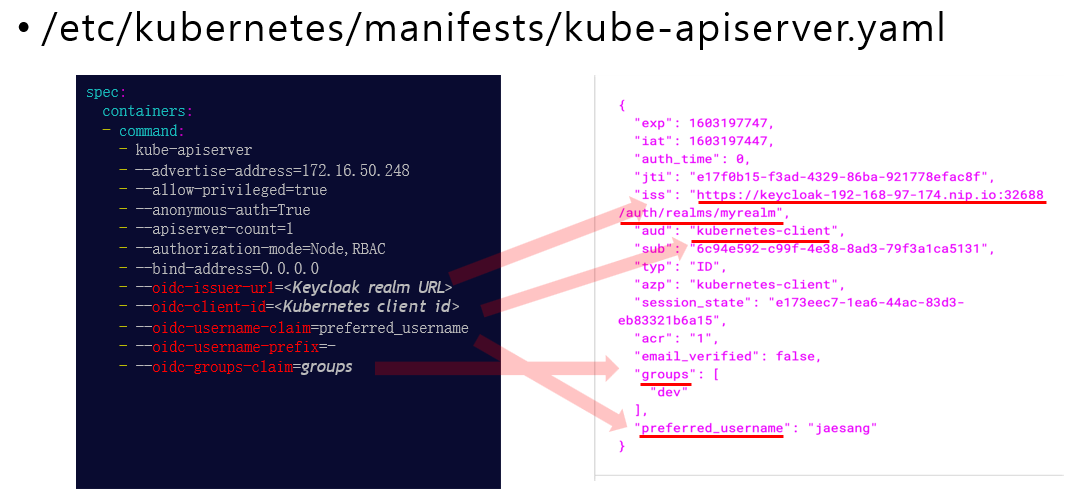 • /etc/kubernetes/manifests/kube-apiserver.yaml
spec:
containers:
- command:
- kube-apiserver
- --advertise-address=172.16.50.248
- --allow-privileged=true
- --anonymous-auth=True
- --apiserver-count=1
- --authorization-mode=Node,RBAC
- --bind-address=0.0.0.0
- --oidc-issuer-url=<Keycloak realm URL>
- --oidc-client-id=<Kubernetes client id>
- --oidc-username-claim=preferred_username
- --oidc-username-prefix=-
- --oidc-groups-claim=groups
{
"exp": 1603197747,
"iat": 1603197447,
"auth_time": 0,
"jti": "e17f0b15-f3ad-4329-86ba-921778efac8f",
"iss": "https://keycloak-192-168-97-174.nip.io:32688
/auth/realms/myrealm",
"aud": "kubernetes-client",
"sub": "6c94e592-c99f-4e38-8ad3-79f3a1ca5131",
"typ": "ID",
"azp": "kubernetes-client",
"session_state": "e173eec7-1ea6-44ac-83d3-
eb83321b6a15",
"acr": "1",
"email_verified": false,
"groups": [
"dev"
],
"preferred_username": "jaesang"
}